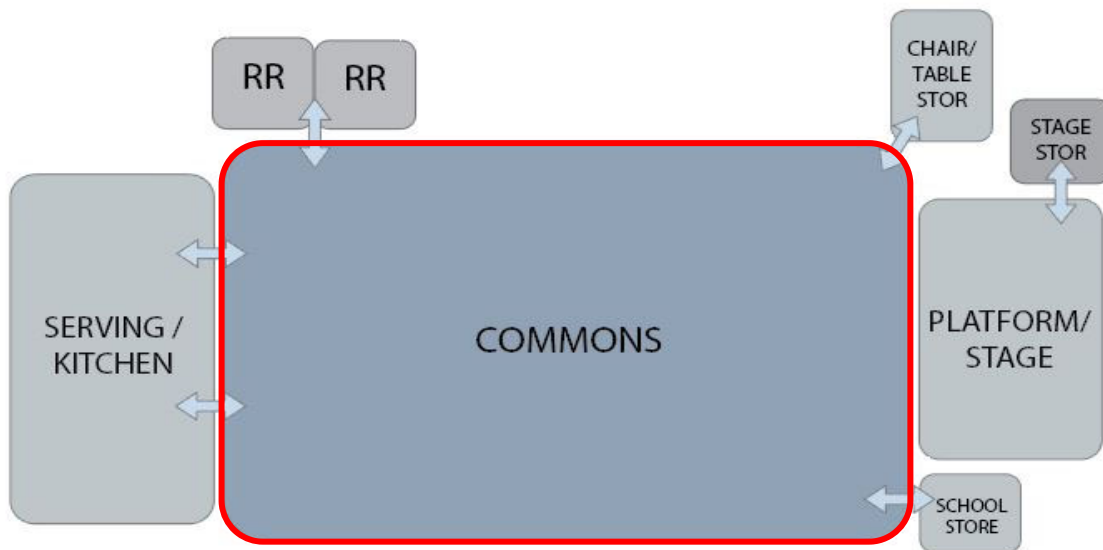 RR
RR
CHAIR/
TABLE
STOR
STAGE
STOR
SERVING /
KITCHEN
COMMONS
PLATFORM/
STAGE
SCHOOL
STORE